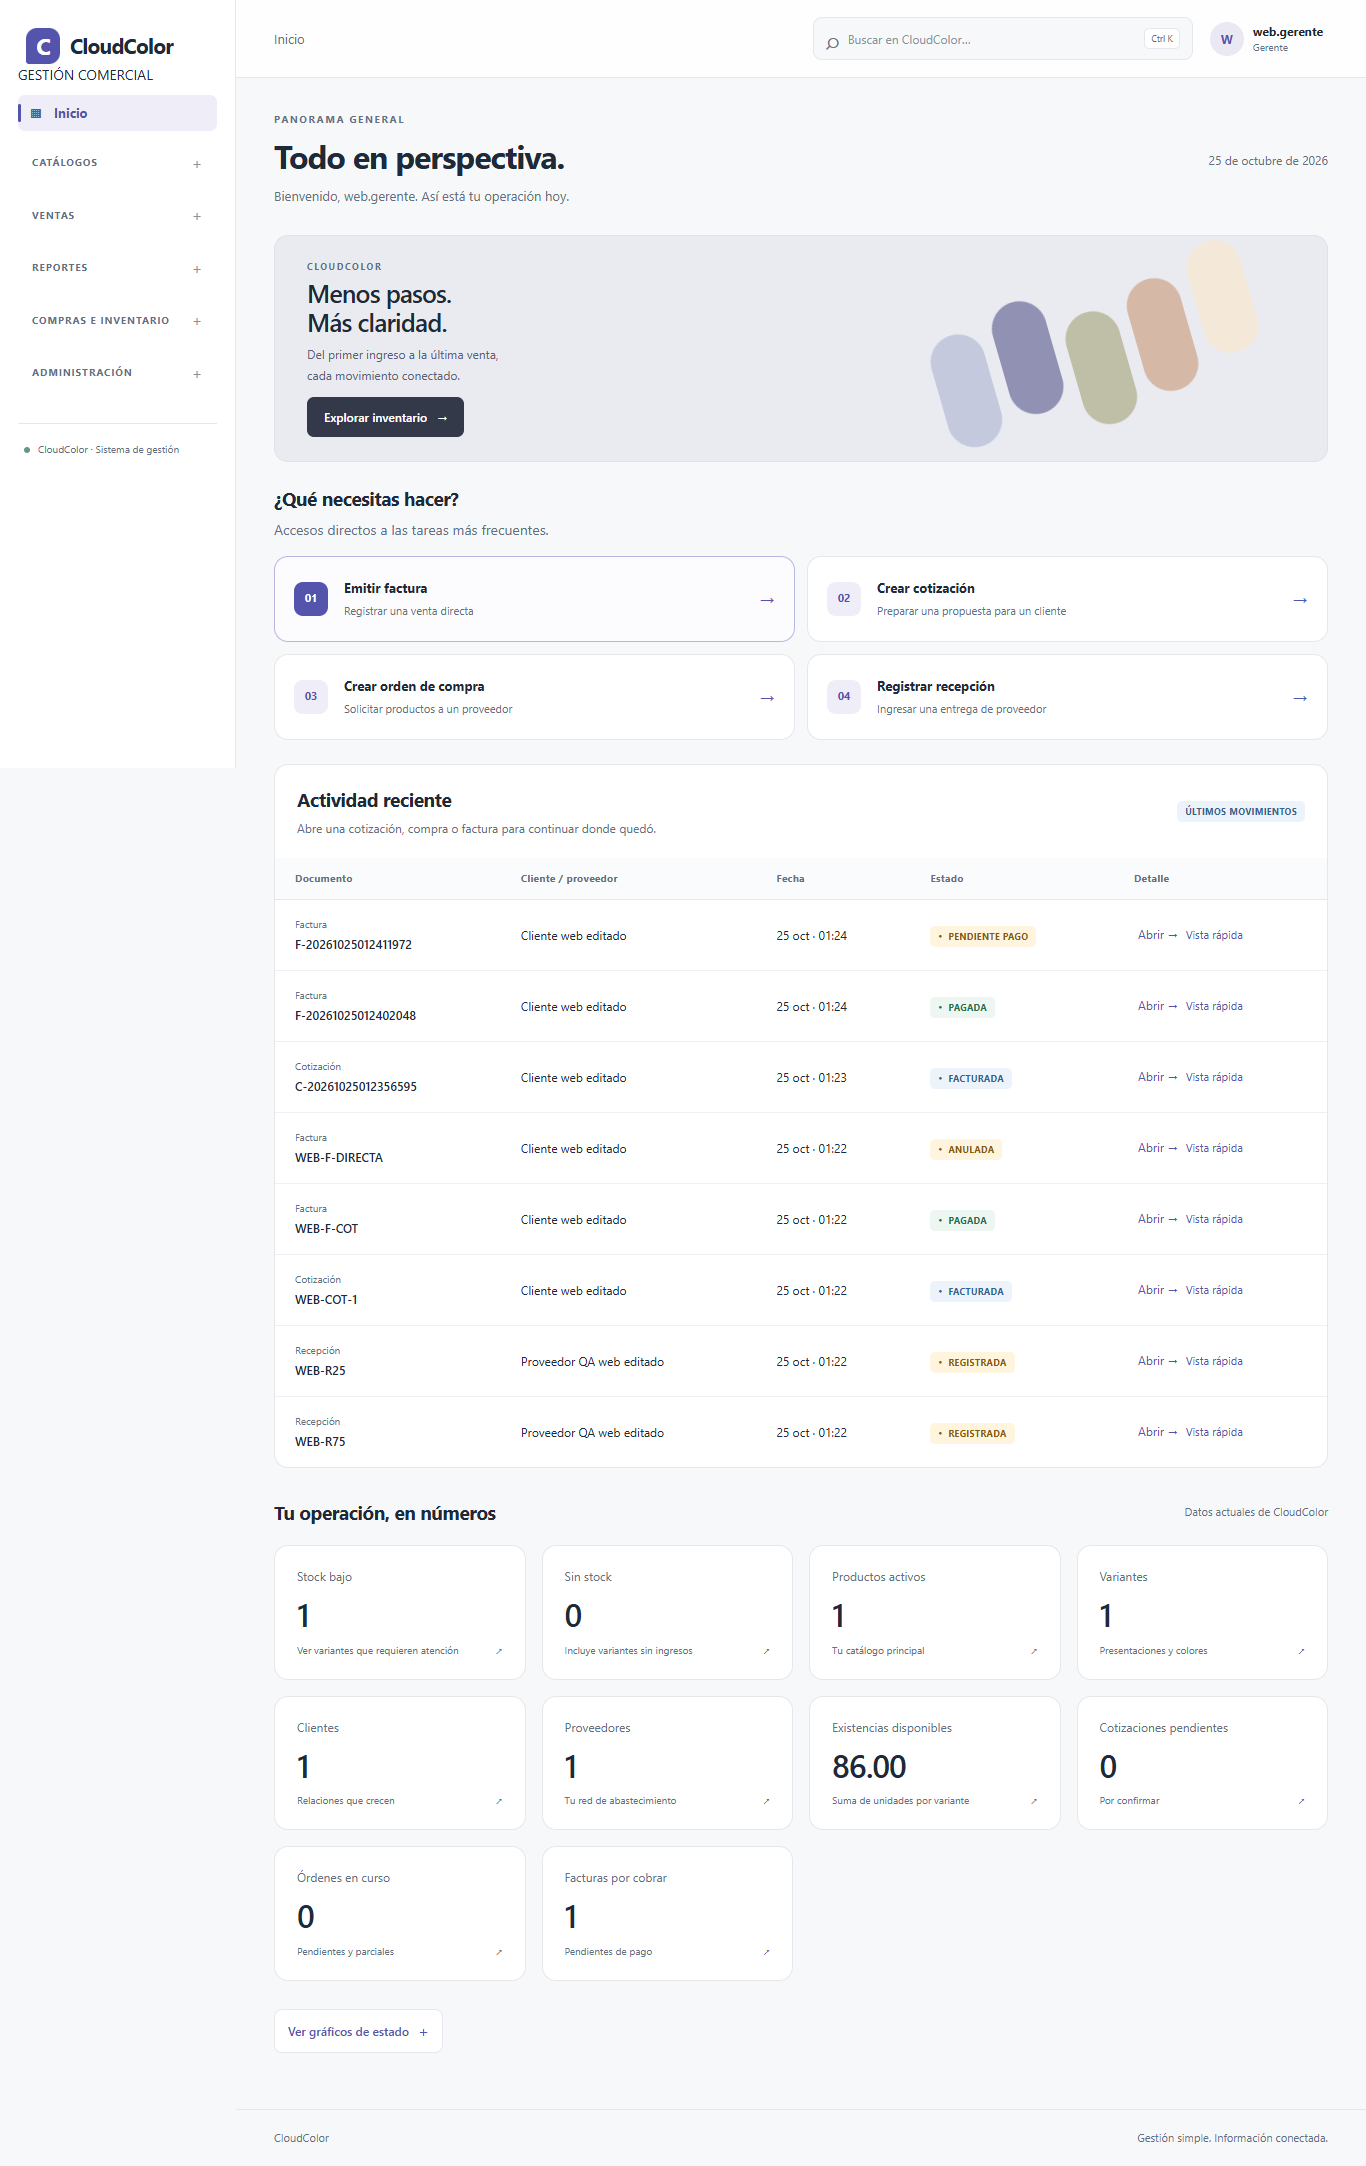 C CloudColor
GESTIÓN COMERCIAL
Inicio
CATÁLOGOS +
VENTAS +
REPORTES +
COMPRAS E INVENTARIO +
ADMINISTRACIÓN +
CloudColor · Sistema de gestión
Inicio
Buscar en CloudColor...
Ctrl K
W
web.gerente
Gerente
PANORAMA GENERAL
Todo en perspectiva.
25 de octubre de 2026
Bienvenido, web.gerente. Así está tu operación hoy.
CLOUDCOLOR
Menos pasos.
Más claridad.
Del primer ingreso a la última venta,
cada movimiento conectado.
Explorar inventario →
¿Qué necesitas hacer?
Accesos directos a las tareas más frecuentes.
01
Emitir factura
Registrar una venta directa
→
02
Crear cotización
Preparar una propuesta para un cliente
→
03
Crear orden de compra
Solicitar productos a un proveedor
→
04
Registrar recepción
Ingresar una entrega de proveedor
→
Actividad reciente
Abre una cotización, compra o factura para continuar donde quedó.
ÚLTIMOS MOVIMIENTOS
Documento Cliente / proveedor Fecha Estado Detalle
Factura
F-20261025012411972 Cliente web editado 25 oct · 01:24 • PENDIENTE PAGO Abrir → Vista rápida
Factura
F-20261025012402048 Cliente web editado 25 oct · 01:24 • PAGADA Abrir → Vista rápida
Cotización
C-20261025012356595 Cliente web editado 25 oct · 01:23 • FACTURADA Abrir → Vista rápida
Factura
WEB-F-DIRECTA Cliente web editado 25 oct · 01:22 • ANULADA Abrir → Vista rápida
Factura
WEB-F-COT Cliente web editado 25 oct · 01:22 • PAGADA Abrir → Vista rápida
Cotización
WEB-COT-1 Cliente web editado 25 oct · 01:22 • FACTURADA Abrir → Vista rápida
Recepción
WEB-R25 Proveedor QA web editado 25 oct · 01:22 • REGISTRADA Abrir → Vista rápida
Recepción
WEB-R75 Proveedor QA web editado 25 oct · 01:22 • REGISTRADA Abrir → Vista rápida
Tu operación, en números
Datos actuales de CloudColor
Stock bajo
1
Ver variantes que requieren atención ↗
Sin stock
0
Incluye variantes sin ingresos ↗
Productos activos
1
Tu catálogo principal ↗
Variantes
1
Presentaciones y colores ↗
Clientes
1
Relaciones que crecen ↗
Proveedores
1
Tu red de abastecimiento ↗
Existencias disponibles
86.00
Suma de unidades por variante ↗
Cotizaciones pendientes
0
Por confirmar ↗
Órdenes en curso
0
Pendientes y parciales ↗
Facturas por cobrar
1
Pendientes de pago ↗
Ver gráficos de estado +
CloudColor
Gestión simple. Información conectada.